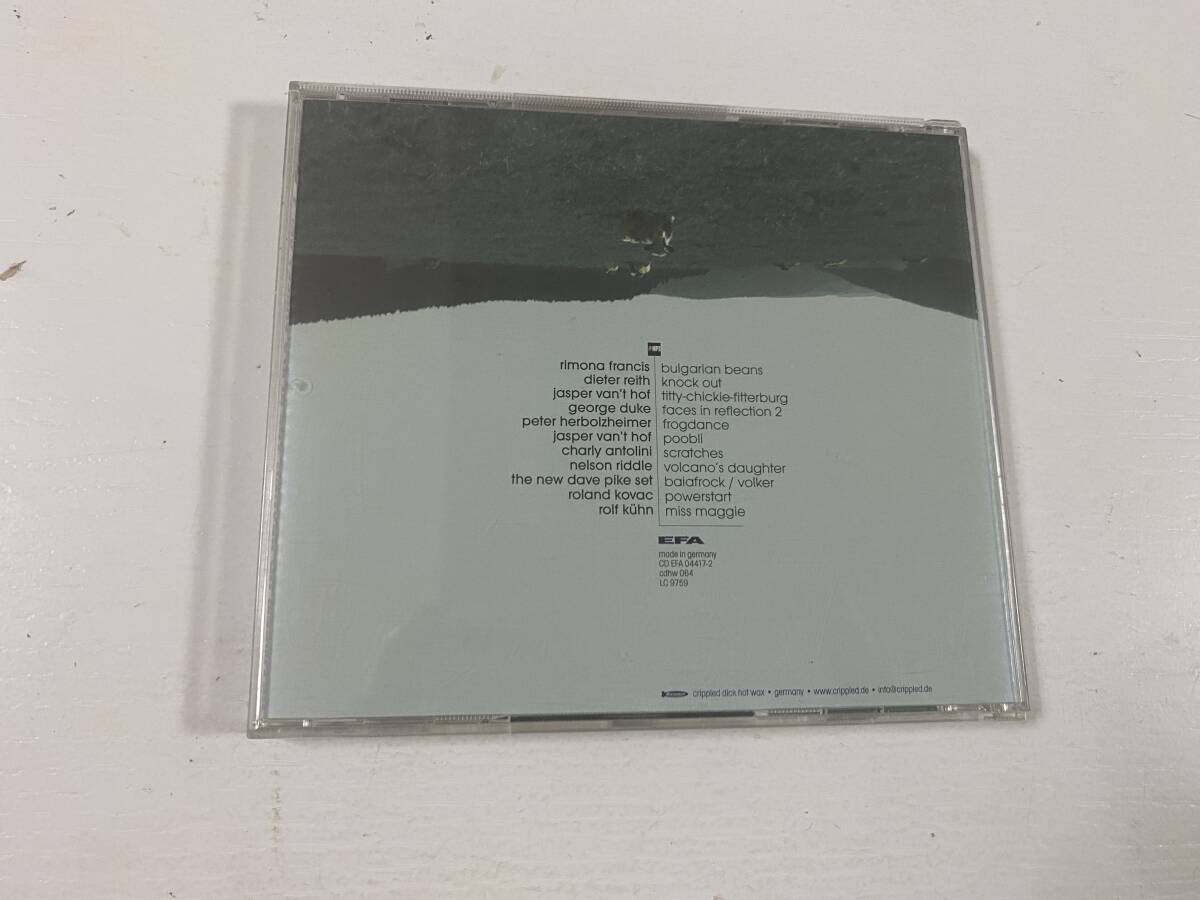 MPS
rimona francis bulgarian beans
dieter reith knock out
jasper van't hof titty-chickie-fitterburg
george duke faces in reflection 2
peter herbolzheimer frogdance
jasper van't hof poobli
charly antolini scratches
nelson riddle volcano's daughter
the new dave pike set baiafrock / volker
roland kovac powerstart
rolf kühn miss maggie
EFA
made in germany
CD EFA 04417-2
cdhw 064
LC 9759
crippled dick hot wax • germany • www.crippled.de • info@crippled.de